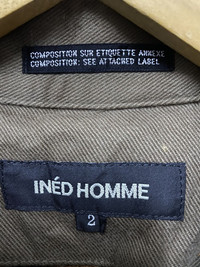 COMPOSITION SUR ETIQUETTE ANNEXE
COMPOSITION: SEE ATTACHED LABEL
INÉD HOMME
2